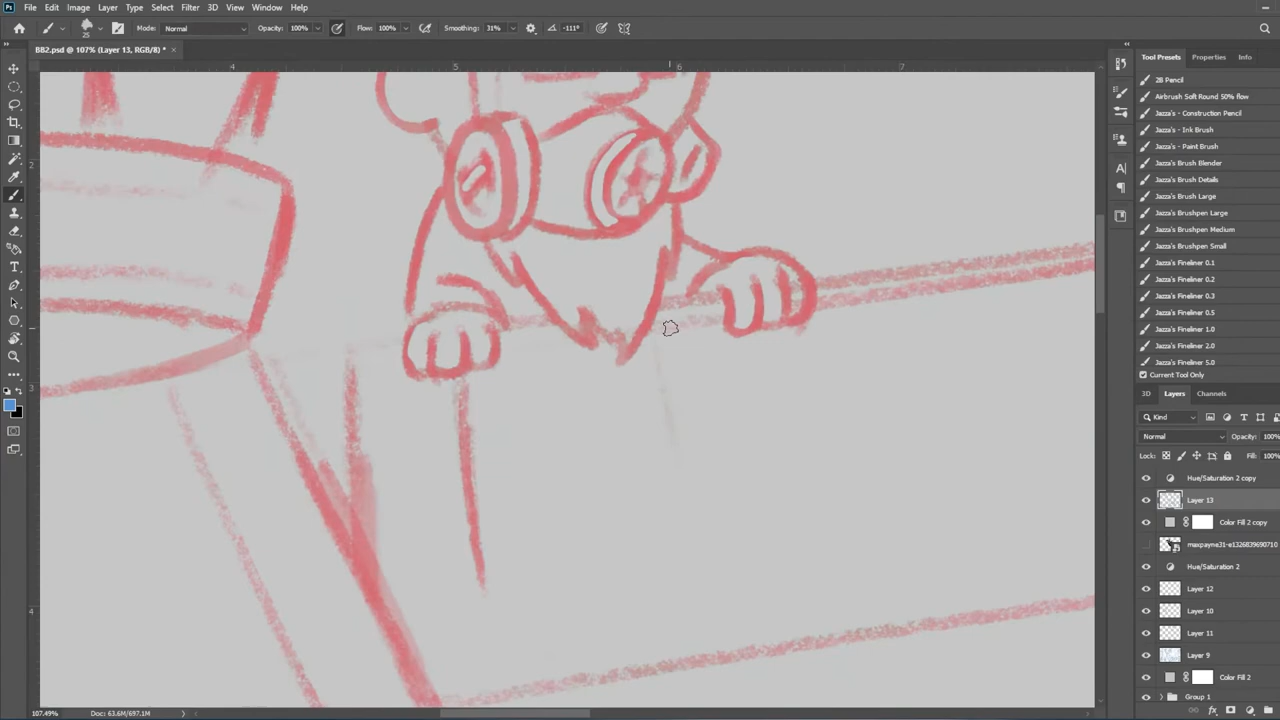 Ps File Edit Image Layer Type Select Filter 3D View Window Help
25 Mode: Normal Opacity: 100% Flow: 100% Smoothing: 31% -111°
BB2.psd @ 107% (Layer 13, RGB/8) * ×
4 5 6 7
2
3
4
Tool Presets Properties Info
2B Pencil
Airbrush Soft Round 50% flow
Jazza's - Construction Pencil
Jazza's - Ink Brush
Jazza's - Paint Brush
Jazza's Brush Blender
Jazza's Brush Details
Jazza's Brush Large
Jazza's Brushpen Large
Jazza's Brushpen Medium
Jazza's Brushpen Small
Jazza's Fineliner 0.1
Jazza's Fineliner 0.2
Jazza's Fineliner 0.3
Jazza's Fineliner 0.5
Jazza's Fineliner 1.0
Jazza's Fineliner 2.0
Jazza's Fineliner 5.0
Current Tool Only
3D Layers Channels
Kind
Normal Opacity: 100%
Lock: Fill: 100%
Hue/Saturation 2 copy
Layer 13
Color Fill 2 copy
maxpayne31-e1326839690710
Hue/Saturation 2
Layer 12
Layer 10
Layer 11
Layer 9
Color Fill 2
Group 1
107.49% Doc: 63.6M/697.1M